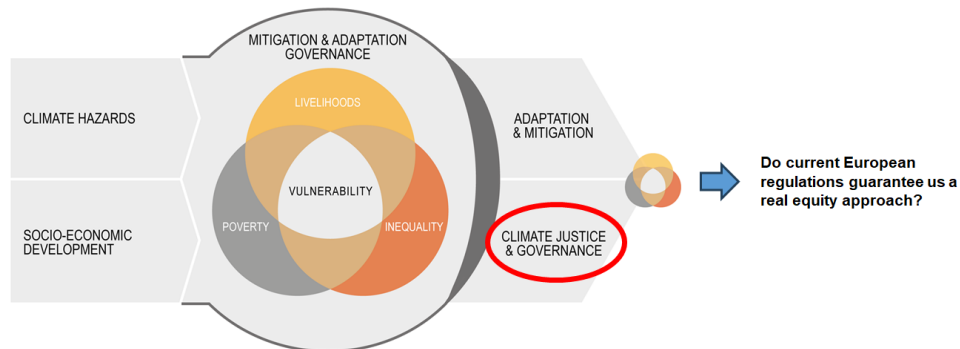 MITIGATION & ADAPTATION
GOVERNANCE
LIVELIHOODS
CLIMATE HAZARDS
ADAPTATION
& MITIGATION
VULNERABILITY
POVERTY
INEQUALITY
SOCIO-ECONOMIC
DEVELOPMENT
CLIMATE JUSTICE
& GOVERNANCE
Do current European
regulations guarantee us a
real equity approach?